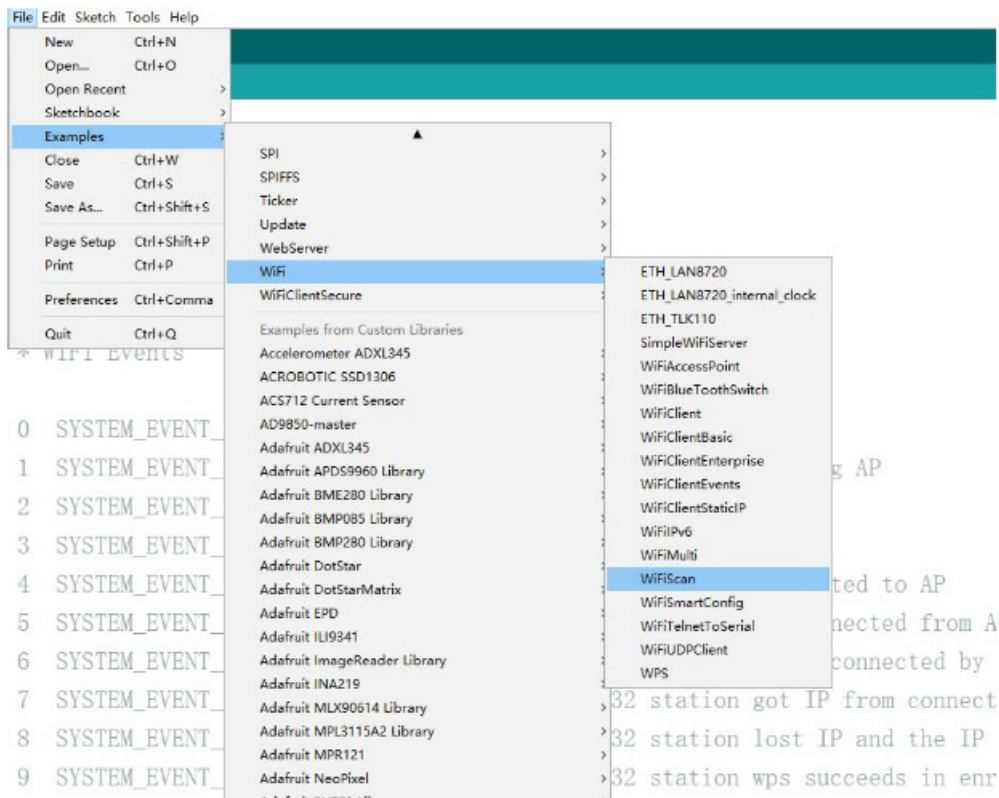 File Edit Sketch Tools Help
New Ctrl+N
Open... Ctrl+O
Open Recent
Sketchbook
Examples
Close Ctrl+W
Save Ctrl+S
Save As... Ctrl+Shift+S
Page Setup Ctrl+Shift+P
Print Ctrl+P
Preferences Ctrl+Comma
Quit Ctrl+Q
SPI
SPIFFS
Ticker
Update
WebServer
WiFi
WiFiClientSecure
Examples from Custom Libraries
Accelerometer ADXL345
ACROBOTIC SSD1306
ACS712 Current Sensor
AD9850-master
Adafruit ADXL345
Adafruit APDS9960 Library
Adafruit BME280 Library
Adafruit BMP085 Library
Adafruit BMP280 Library
Adafruit DotStar
Adafruit DotStarMatrix
Adafruit EPD
Adafruit ILI9341
Adafruit ImageReader Library
Adafruit INA219
Adafruit MLX90614 Library
Adafruit MPL3115A2 Library
Adafruit MPR121
Adafruit NeoPixel
ETH_LAN8720
ETH_LAN8720_internal_clock
ETH_TLK110
SimpleWiFiServer
WiFiAccessPoint
WiFiBlueToothSwitch
WiFiClient
WiFiClientBasic
WiFiClientEnterprise
WiFiClientEvents
WiFiClientStaticIP
WiFiIPv6
WiFiMulti
WiFiScan
WiFiSmartConfig
WiFiTelnetToSerial
WiFiUDPClient
WPS
* WiFi Events
0 SYSTEM_EVENT_
1 SYSTEM_EVENT_ g AP
2 SYSTEM_EVENT_
3 SYSTEM_EVENT_
4 SYSTEM_EVENT_ ted to AP
5 SYSTEM_EVENT_ nected from A
6 SYSTEM_EVENT_ connected by
7 SYSTEM_EVENT_ 32 station got IP from connect
8 SYSTEM_EVENT_ 32 station lost IP and the IP
9 SYSTEM_EVENT_ 32 station wps succeeds in enr